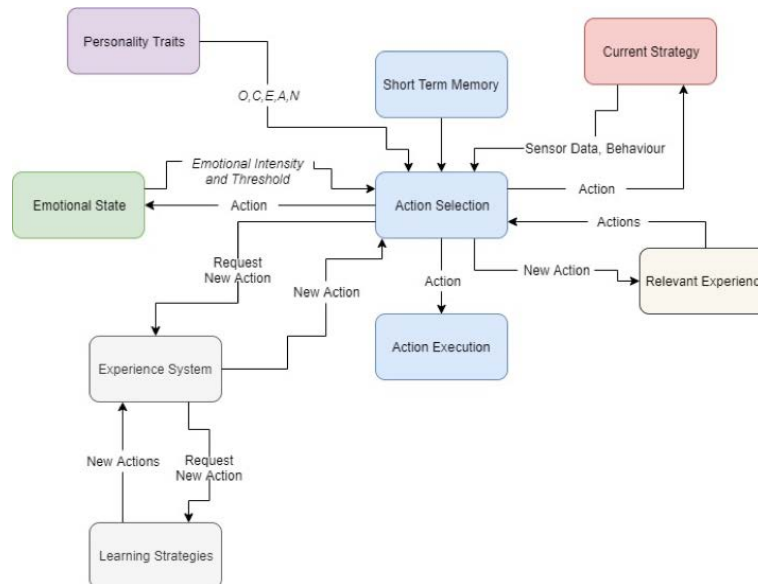 Personality Traits
Current Strategy
O,C,E,A,N
Short Term Memory
Sensor Data, Behaviour
Emotional Intensity
and Threshold
Emotional State
Action
Action Selection
Action
Actions
Request
New Action
New Action
Action
New Action
Relevant Experience
Action Execution
Experience System
New Actions
Request
New Action
Learning Strategies